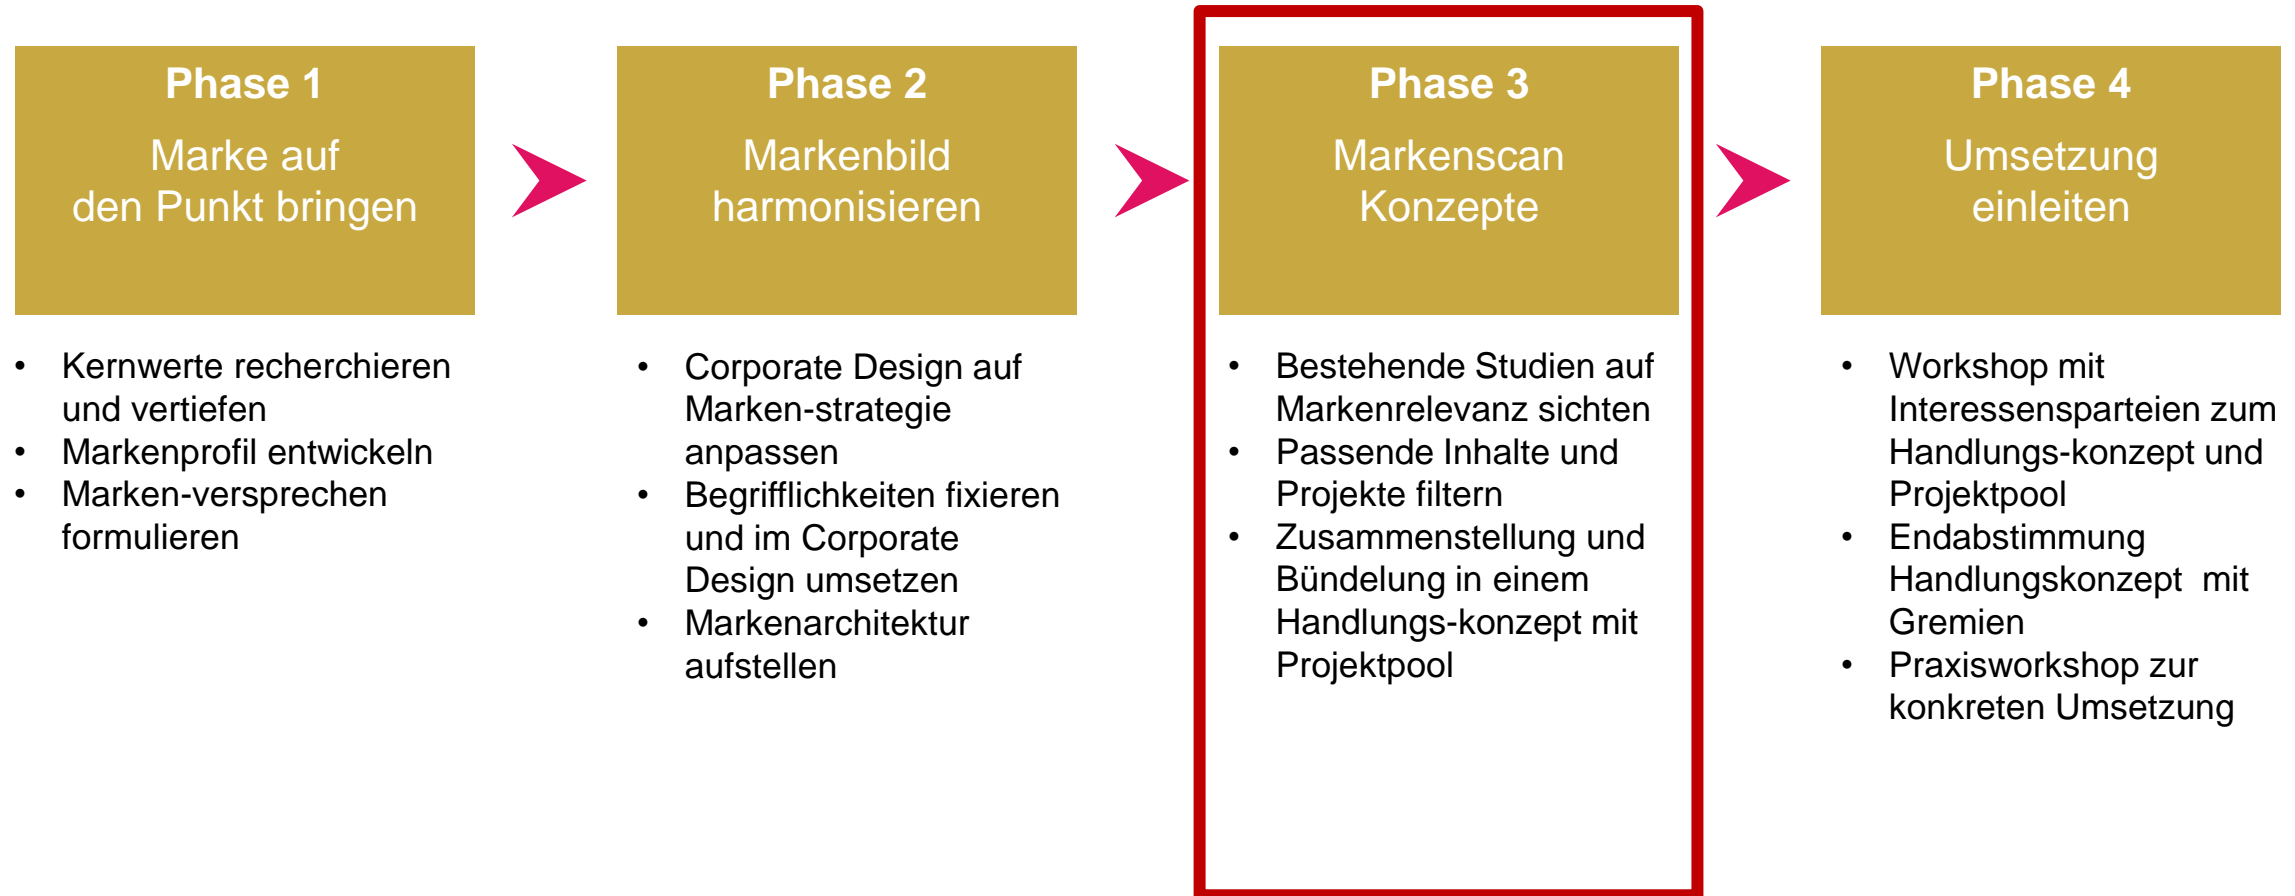 Phase 1
Marke auf
den Punkt bringen
• Kernwerte recherchieren
und vertiefen
• Markenprofil entwickeln
• Marken-versprechen
formulieren
Phase 2
Markenbild
harmonisieren
• Corporate Design auf
Marken-strategie
anpassen
• Begrifflichkeiten fixieren
und im Corporate
Design umsetzen
• Markenarchitektur
aufstellen
Phase 3
Markenscan
Konzepte
• Bestehende Studien auf
Markenrelevanz sichten
• Passende Inhalte und
Projekte filtern
• Zusammenstellung und
Bündelung in einem
Handlungs-konzept mit
Projektpool
Phase 4
Umsetzung
einleiten
• Workshop mit
Interessensparteien zum
Handlungs-konzept und
Projektpool
• Endabstimmung
Handlungskonzept  mit
Gremien
• Praxisworkshop zur
konkreten Umsetzung